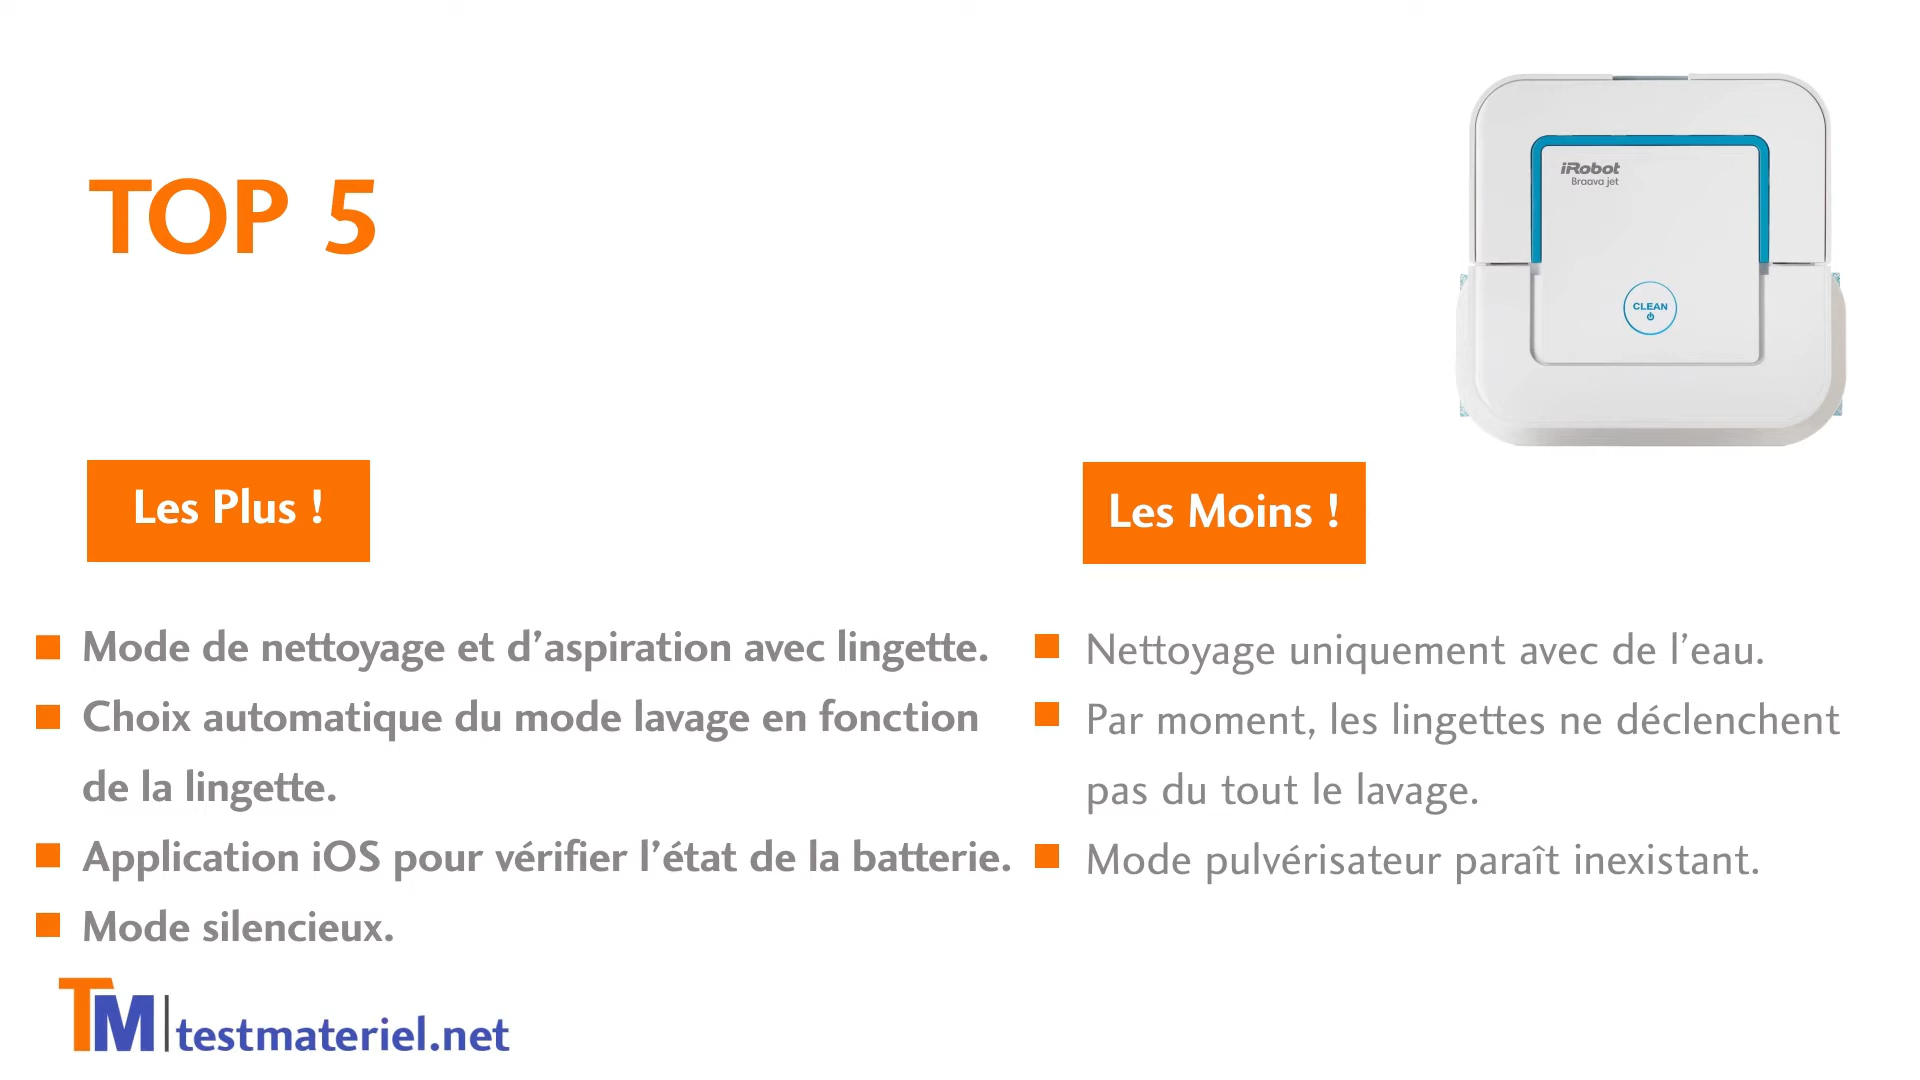 TOP 5
iRobot
Braava jet
CLEAN
Les Plus !
Mode de nettoyage et d’aspiration avec lingette.
Choix automatique du mode lavage en fonction
de la lingette.
Application iOS pour vérifier l’état de la batterie.
Mode silencieux.
Les Moins !
Nettoyage uniquement avec de l’eau.
Par moment, les lingettes ne déclenchent
pas du tout le lavage.
Mode pulvérisateur paraît inexistant.
TM|testmateriel.net